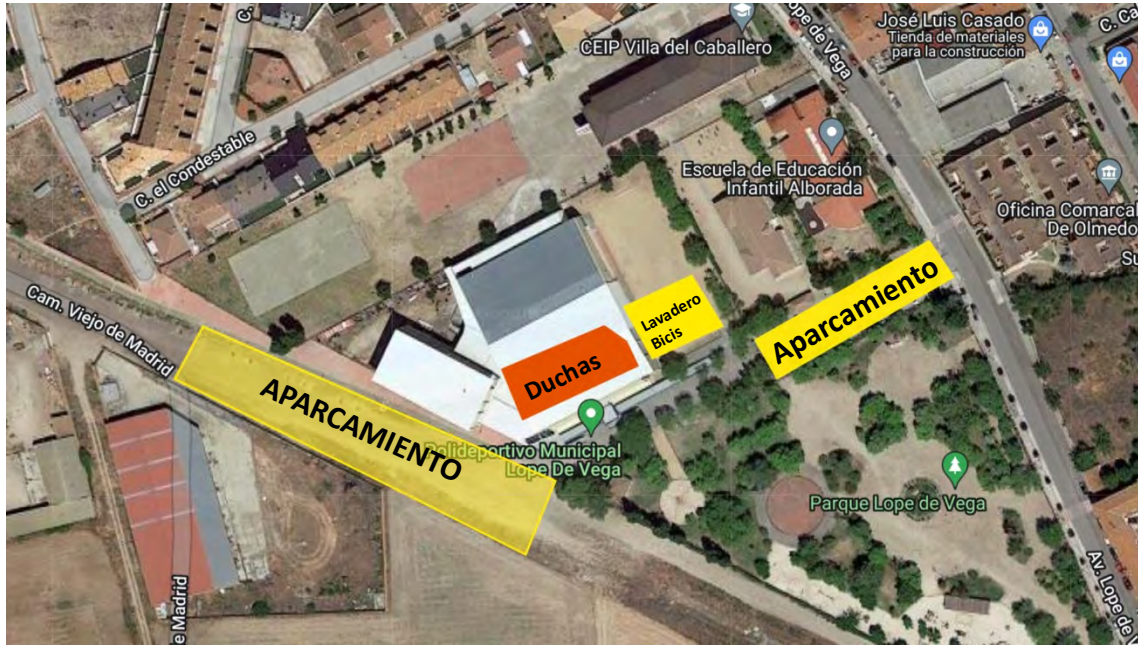 C.
CEIP Villa del Caballero
Lope de Vega
José Luis Casado
Tienda de materiales
para la construcción
C. Ca
C. el Condestable
Escuela de Educación
Infantil Alborada
Oficina Comarcal
De Olmedo
Su
Cam. Viejo de Madrid
Lavadero
Bicis
Aparcamiento
Duchas
APARCAMIENTO
Polideportivo Municipal
Lope De Vega
Parque Lope de Vega
e Madrid
Av. Lope de V